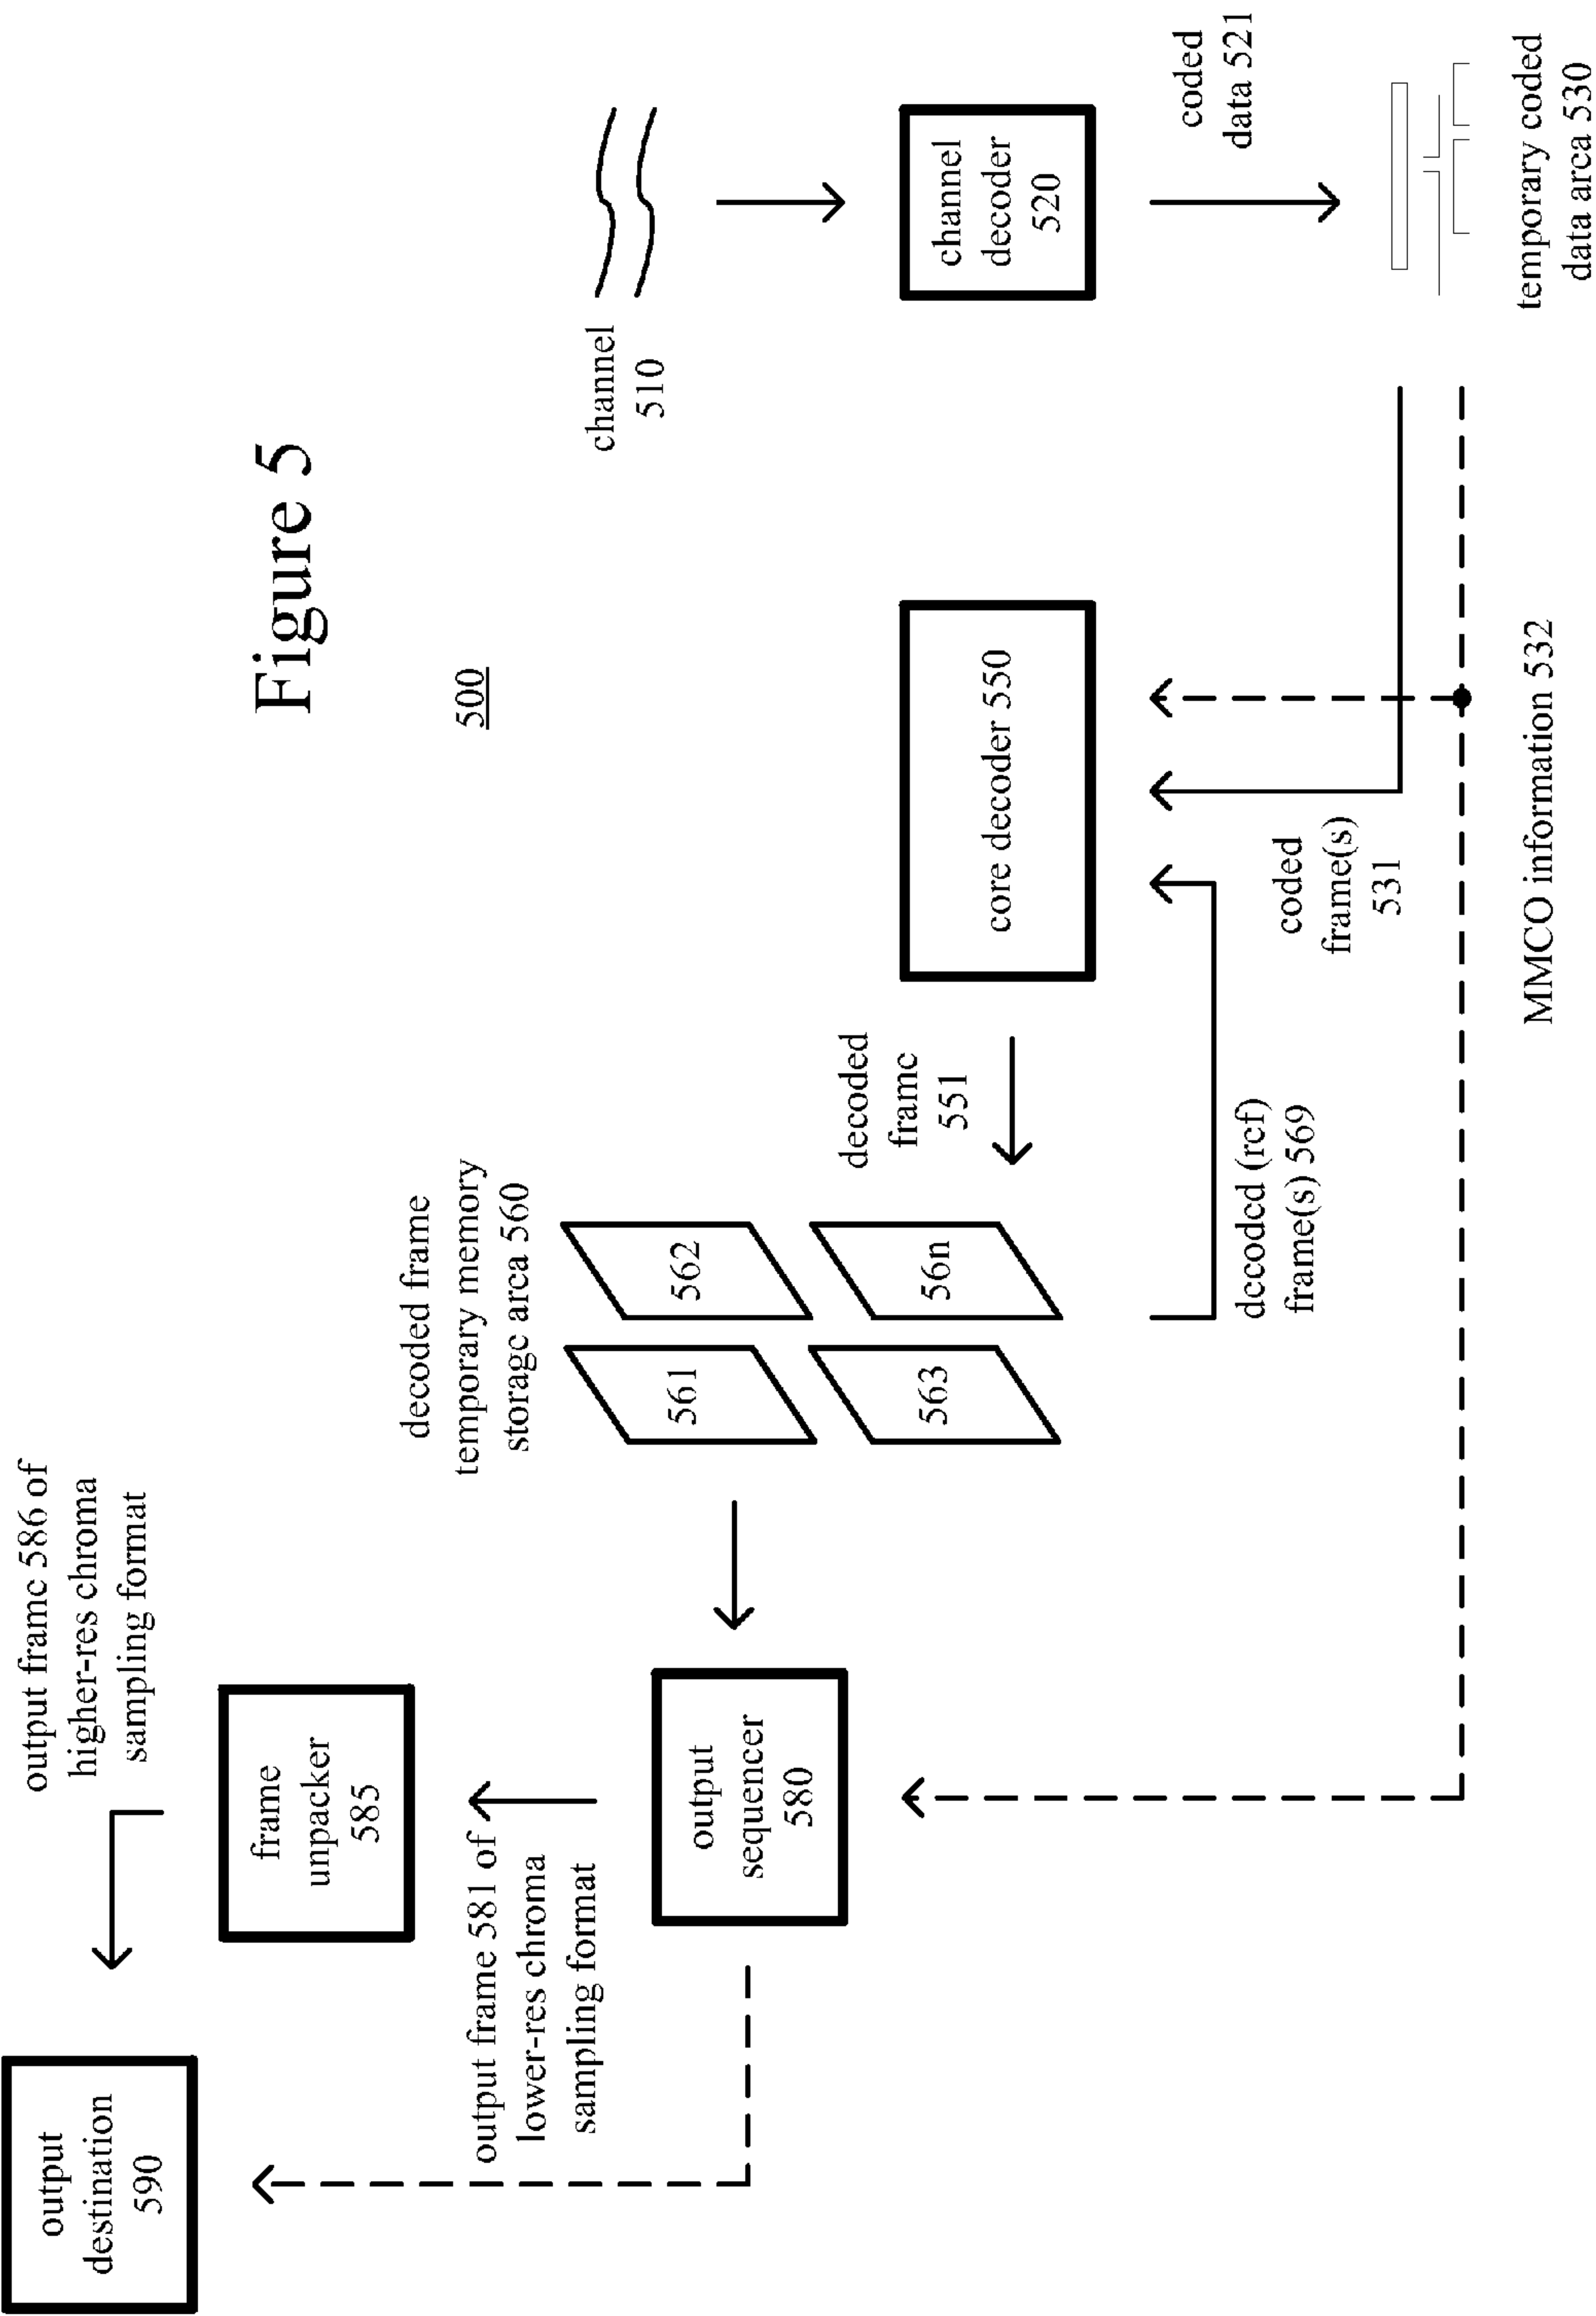 Figure 5
500
channel
510
channel
decoder
520
coded
data 521
temporary coded
data area 530
core decoder 550
coded
frame(s)
531
MMCO information 532
decoded
frame
551
decoded frame
temporary memory
storage area 560
561
562
563
56n
decoded (ref)
frame(s) 569
output
sequencer
580
output frame 581 of
lower-res chroma
sampling format
frame
unpacker
585
output frame 586 of
higher-res chroma
sampling format
output
destination
590